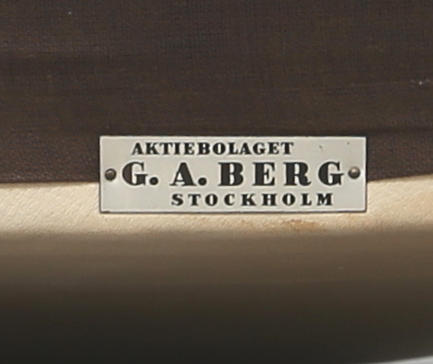 AKTIEBOLAGET
G. A. BERG
STOCKHOLM